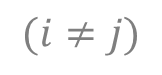 (i ≠ j)